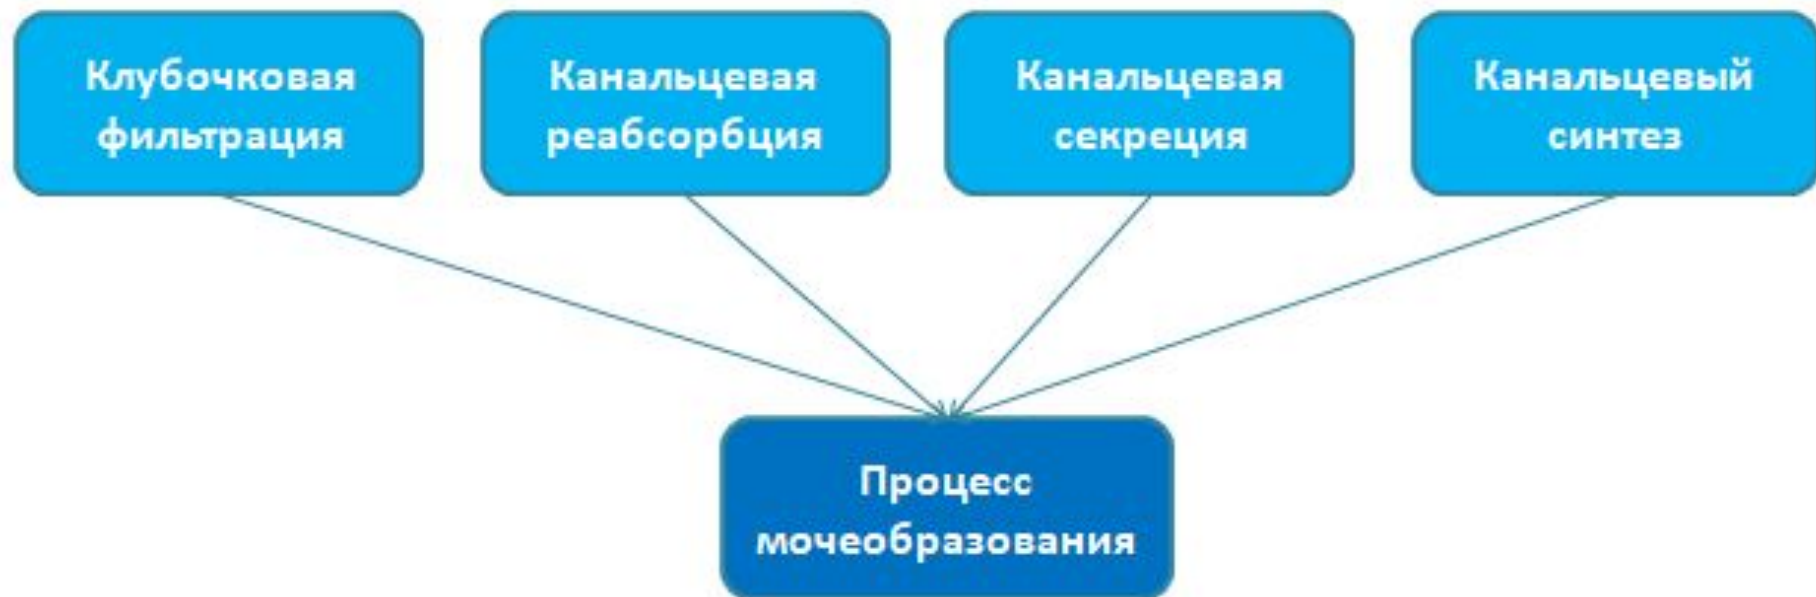 Клубочковая
фильтрация
Канальцевая
реабсорбция
Канальцевая
секреция
Канальцевый
синтез
Процесс
мочеобразования